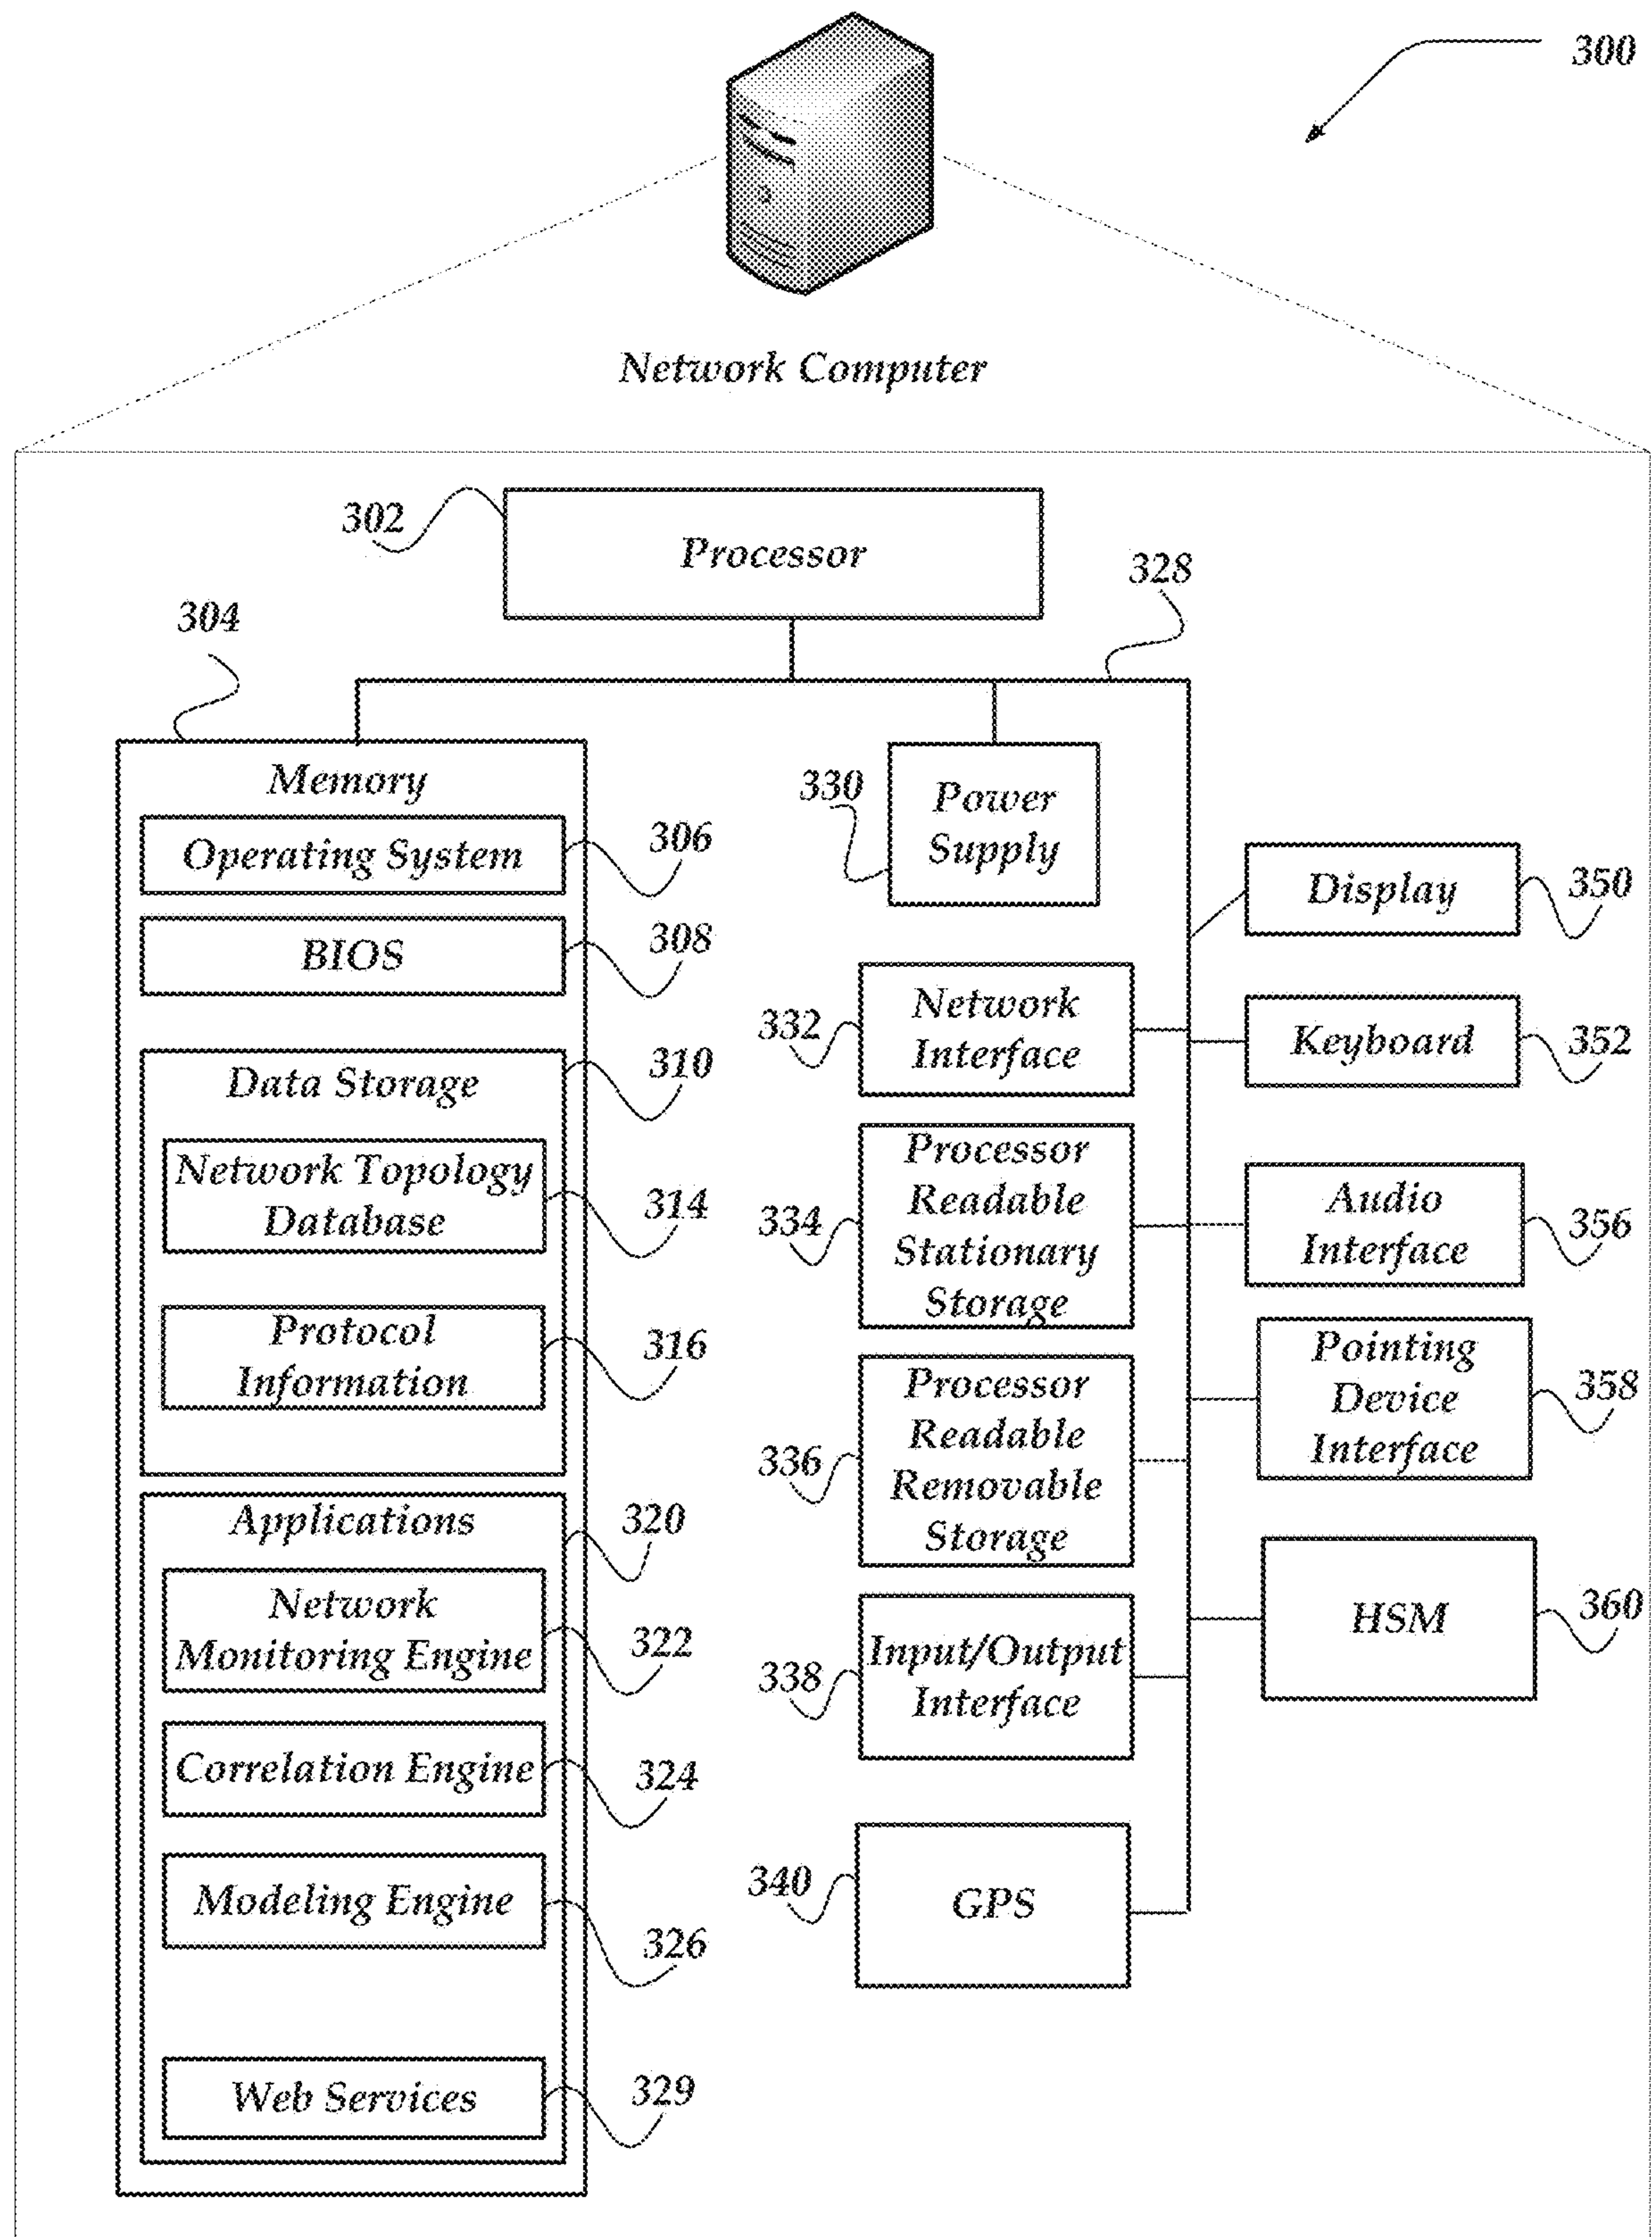 300
Network Computer
302
Processor
328
304
Memory
Operating System
306
BIOS
308
Data Storage
310
Network Topology
Database
314
Protocol
Information
316
Applications
320
Network
Monitoring Engine
322
Correlation Engine
324
Modeling Engine
326
Web Services
329
330
Power
Supply
332
Network
Interface
334
Processor
Readable
Stationary
Storage
336
Processor
Readable
Removable
Storage
338
Input/Output
Interface
340
GPS
Display
350
Keyboard
352
Audio
Interface
356
Pointing
Device
Interface
358
HSM
360